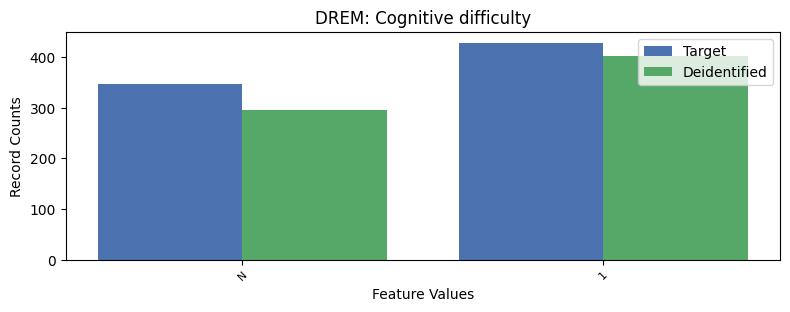 DREM: Cognitive difficulty
Target
Deidentified
Record Counts
400
300
200
100
0
N
1
Feature Values